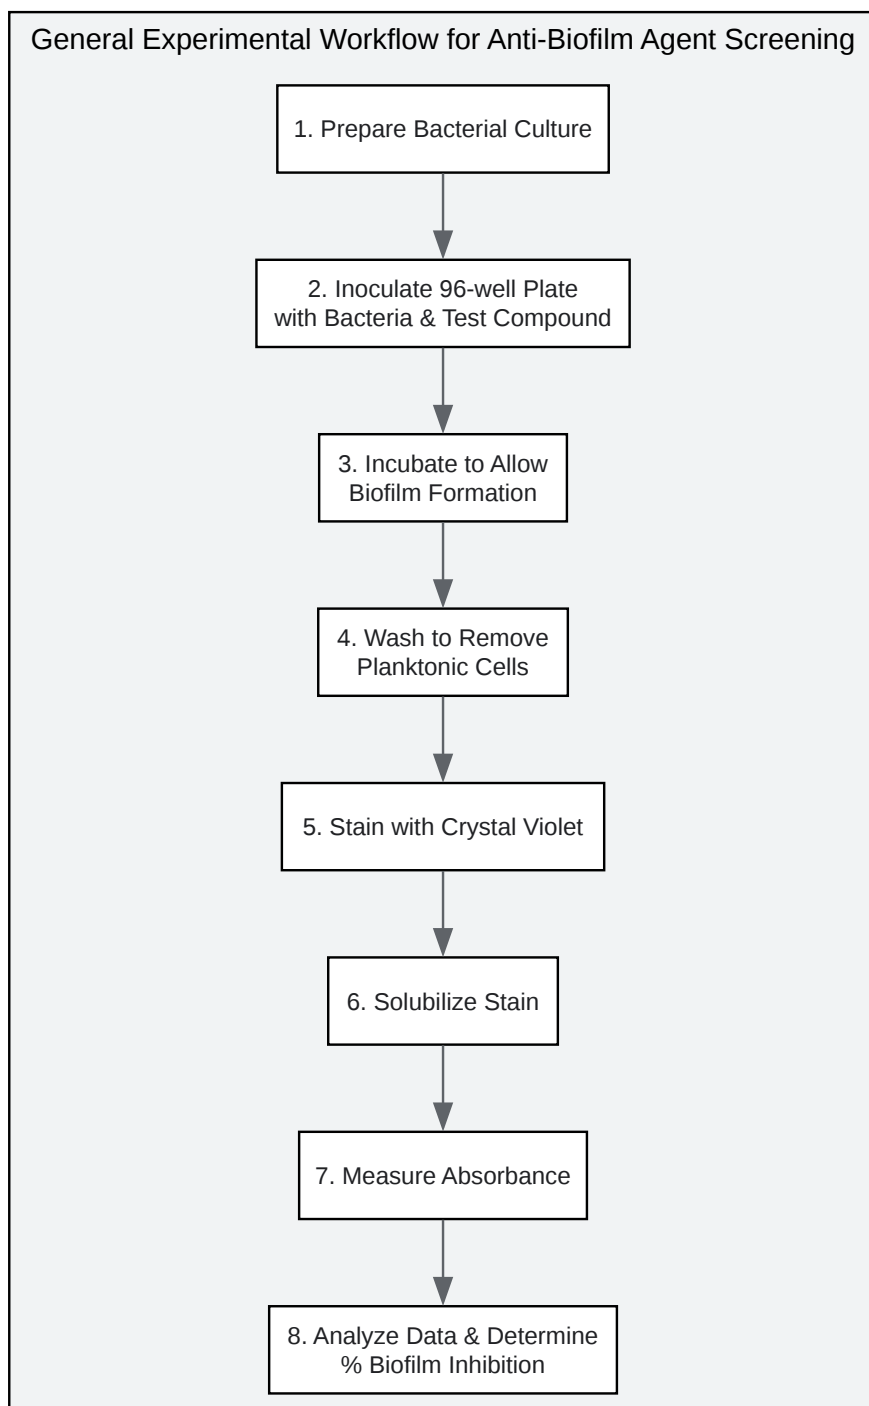 General Experimental Workflow for Anti-Biofilm Agent Screening
1. Prepare Bacterial Culture
2. Inoculate 96-well Plate
with Bacteria & Test Compound
3. Incubate to Allow
Biofilm Formation
4. Wash to Remove
Planktonic Cells
5. Stain with Crystal Violet
6. Solubilize Stain
7. Measure Absorbance
8. Analyze Data & Determine
% Biofilm Inhibition